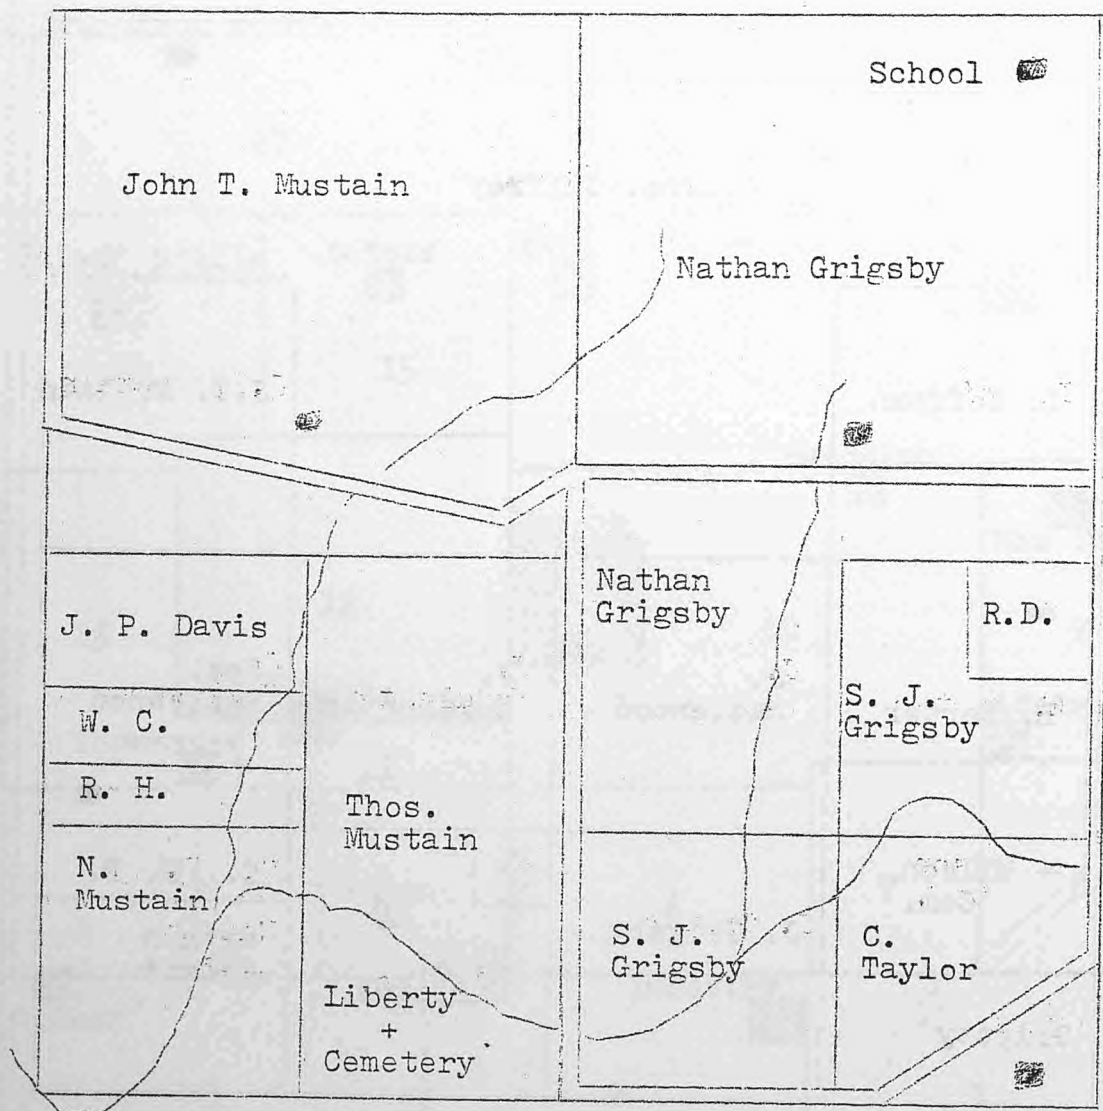 School
John T. Mustain
Nathan Grigsby
J. P. Davis
Nathan
Grigsby
R.D.
W. C.
S. J.
Grigsby
R. H.
Thos.
Mustain
N.
Mustain
S. J.
Grigsby
C.
Taylor
Liberty
+
Cemetery